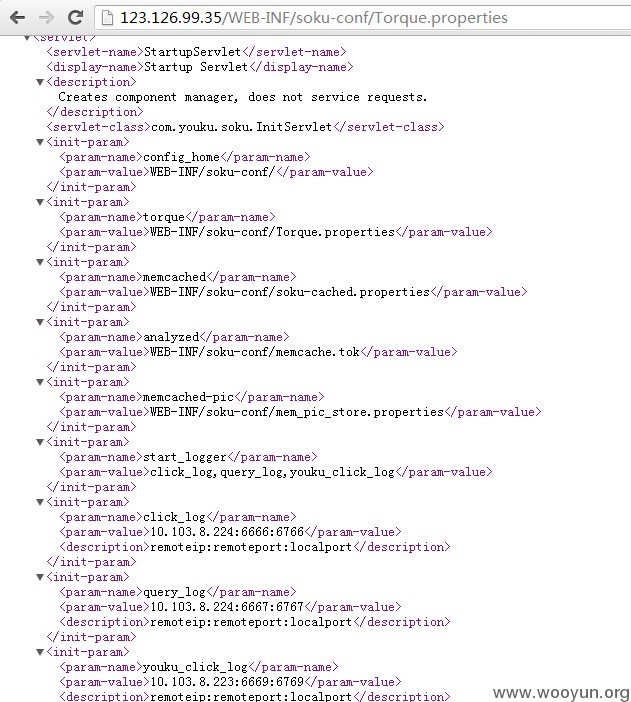 123.126.99.35/WEB-INF/soku-conf/Torque.properties
<servlet>
<servlet-name>StartupServlet</servlet-name>
<display-name>Startup Servlet</display-name>
<description>
Creates component manager, does not service requests.
</description>
<servlet-class>com.youku.soku.InitServlet</servlet-class>
<init-param>
<param-name>config_home</param-name>
<param-value>WEB-INF/soku-conf/</param-value>
</init-param>
<init-param>
<param-name>torque</param-name>
<param-value>WEB-INF/soku-conf/Torque.properties</param-value>
</init-param>
<init-param>
<param-name>memcached</param-name>
<param-value>WEB-INF/soku-conf/soku-cached.properties</param-value>
</init-param>
<init-param>
<param-name>analyzed</param-name>
<param-value>WEB-INF/soku-conf/memcache.tok</param-value>
</init-param>
<init-param>
<param-name>memcached-pic</param-name>
<param-value>WEB-INF/soku-conf/mem_pic_store.properties</param-value>
</init-param>
<init-param>
<param-name>start_logger</param-name>
<param-value>click_log,query_log,youku_click_log</param-value>
</init-param>
<init-param>
<param-name>click_log</param-name>
<param-value>10.103.8.224:6666:6766</param-value>
<description>remoteip:remoteport:localport</description>
</init-param>
<init-param>
<param-name>query_log</param-name>
<param-value>10.103.8.224:6667:6767</param-value>
<description>remoteip:remoteport:localport</description>
</init-param>
<init-param>
<param-name>youku_click_log</param-name>
<param-value>10.103.8.223:6669:6769</param-value>
<description>remoteip:remoteport:localport</description>
www.wooyun.org